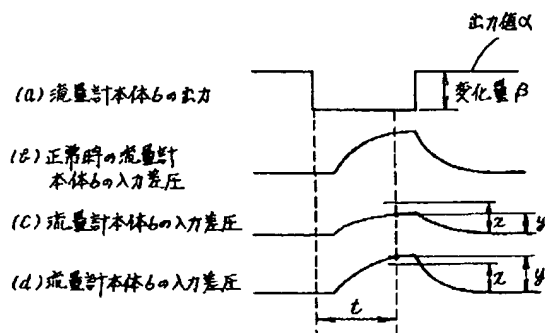 出力値α
(a) 流量計本体6の出力
変化量β
(b) 正常時の流量計
本体6の入力差圧
(c) 流量計本体6の入力差圧
z
y
(d) 流量計本体6の入力差圧
z
y
t